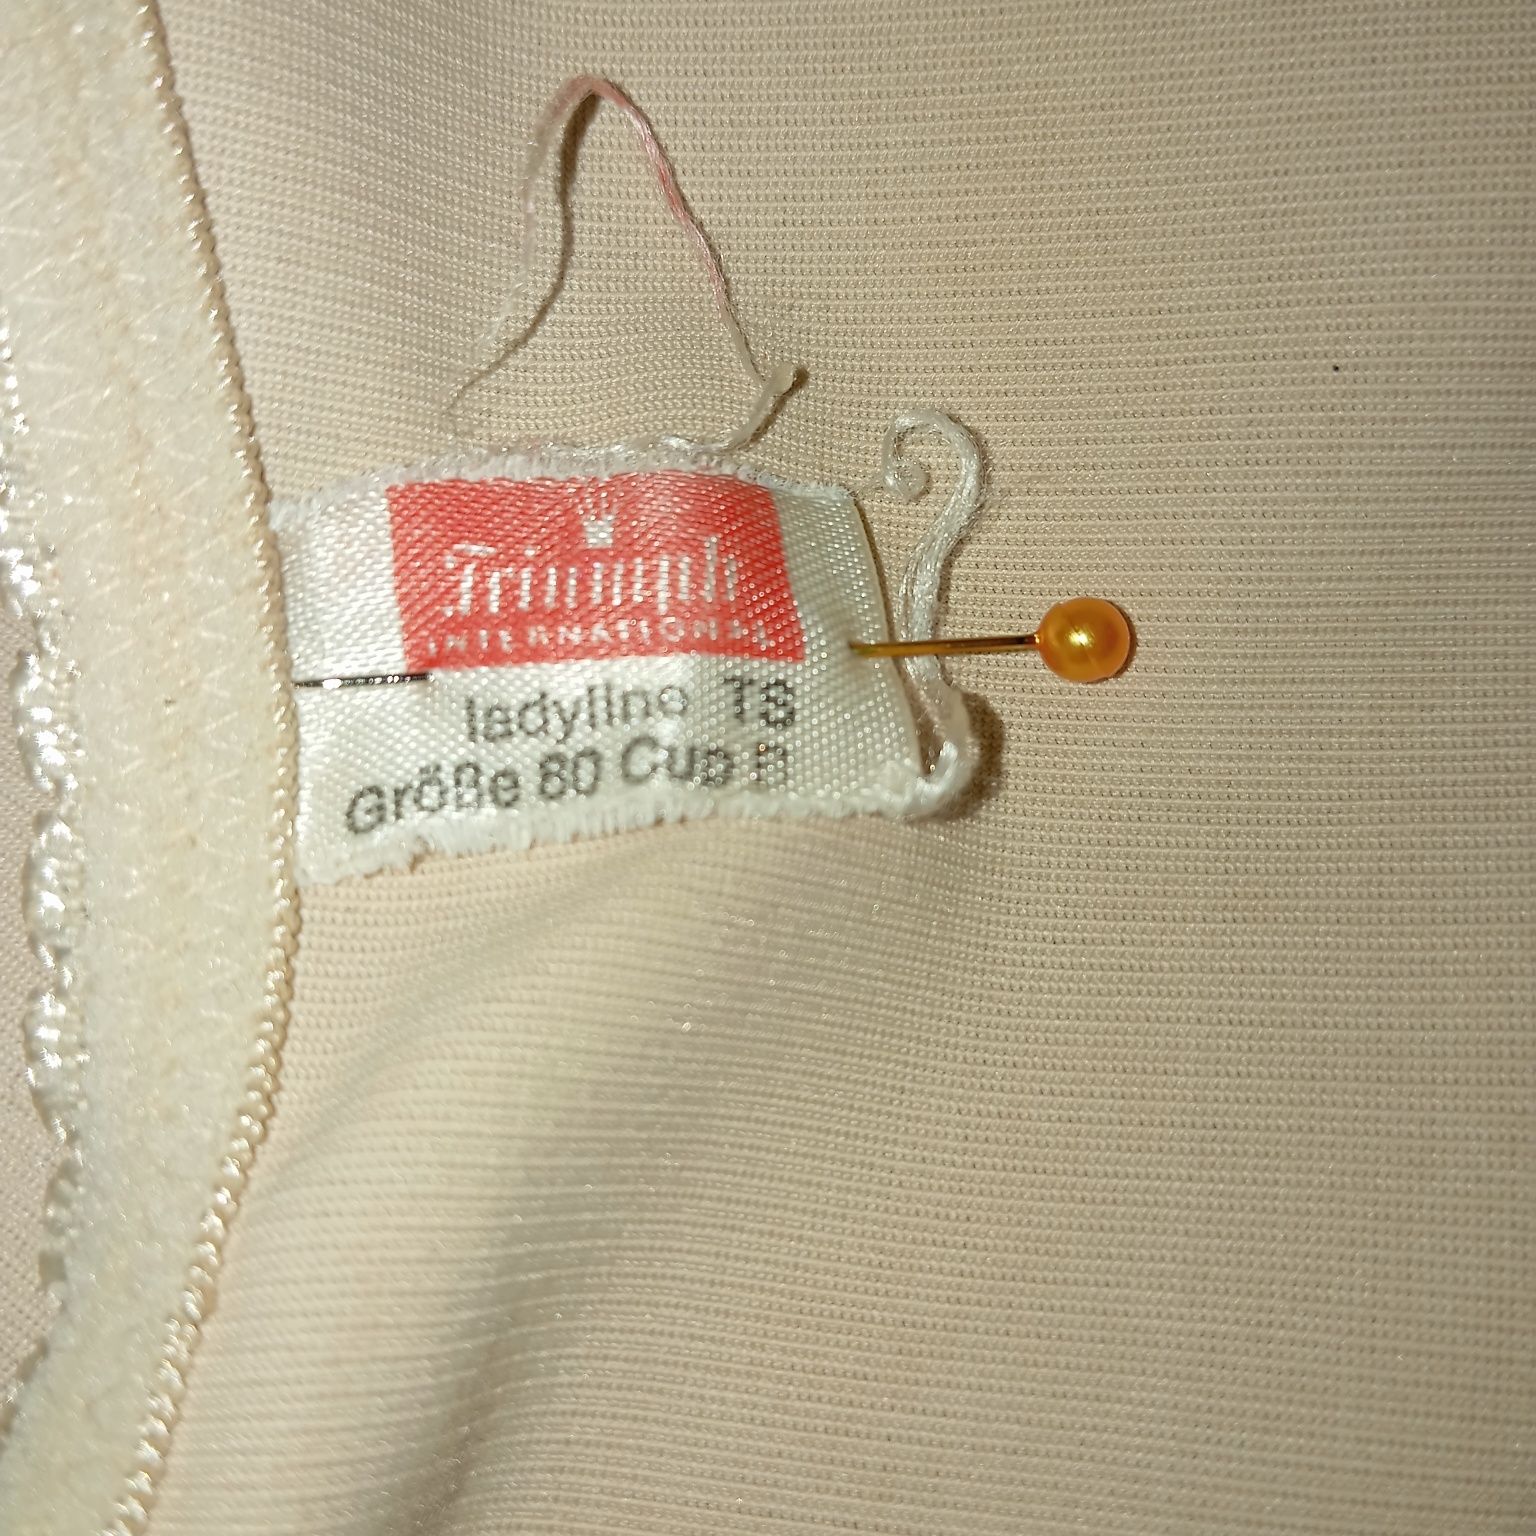 Triumph
INTERNATIONAL
ladyline TS
Größe 80 Cup